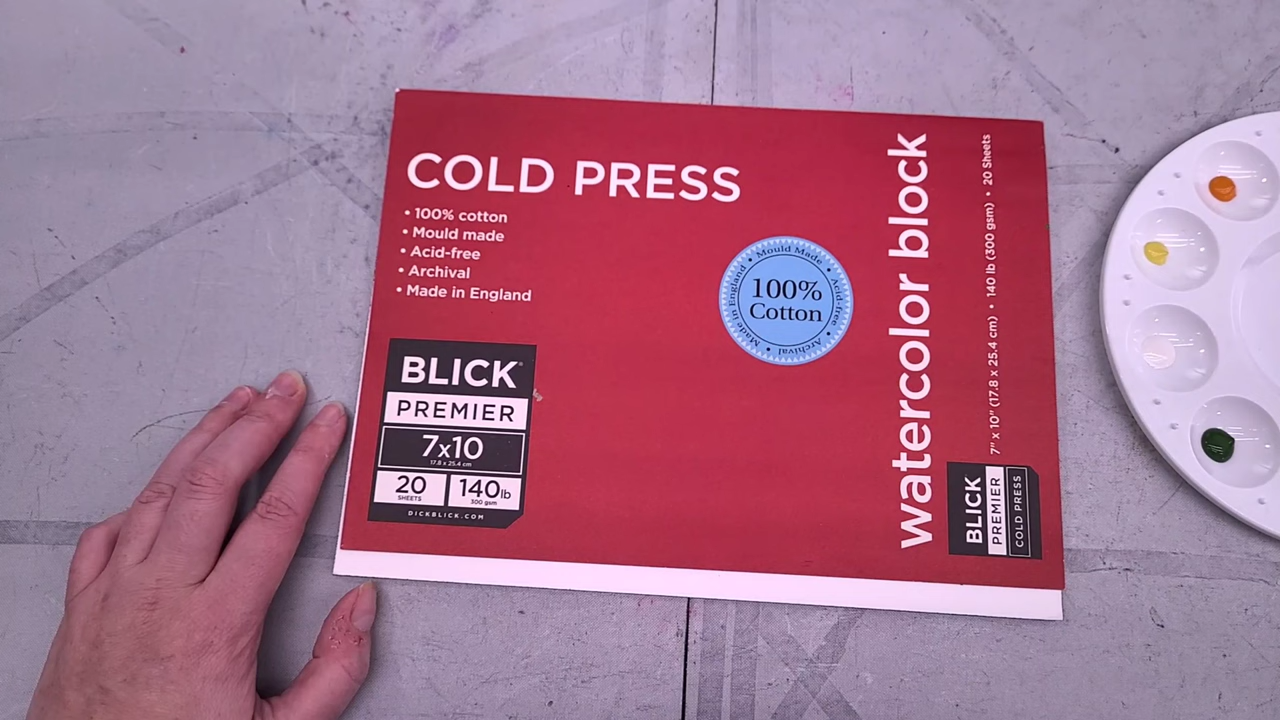 COLD PRESS
• 100% cotton
• Mould made
• Acid-free
• Archival
• Made in England
BLICK®
PREMIER
7x10
17.8 x 25.4 cm
20
SHEETS
140lb
300 gsm
DICKBLICK.COM
• Mould Made • Acid-free • Archival • Made in England
100%
Cotton
watercolor block
7" x 10" (17.8 x 25.4 cm) • 140 lb (300 gsm) • 20 Sheets
BLICK
PREMIER
COLD PRESS